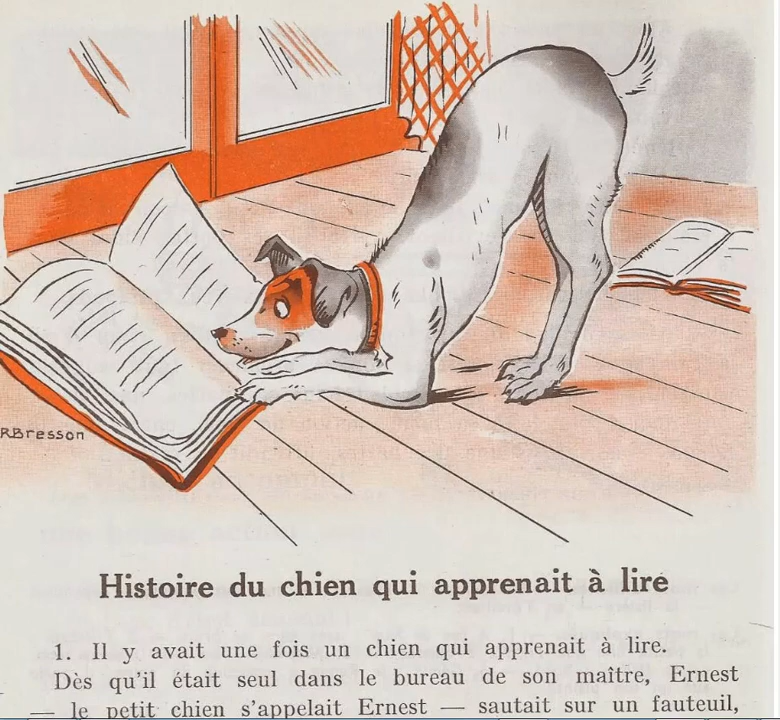 RBresson
Histoire du chien qui apprenait à lire
1. Il y avait une fois un chien qui apprenait à lire.
Dès qu'il était seul dans le bureau de son maître, Ernest
— le petit chien s'appelait Ernest — sautait sur un fauteuil,